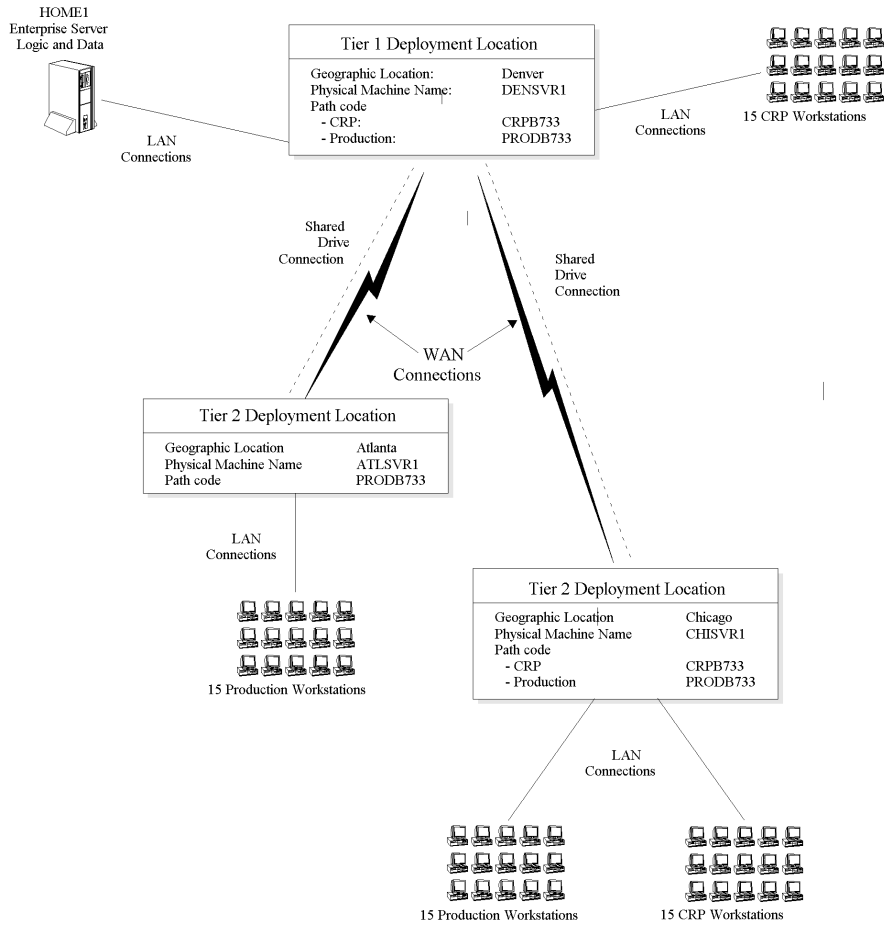 HOME1
Enterprise Server
Logic and Data
LAN
Connections
Tier 1 Deployment Location
Geographic Location: Denver
Physical Machine Name: DENSVR1
Path code
- CRP: CRPB733
- Production: PRODB733
LAN
Connections
15 CRP Workstations
Shared
Drive
Connection
Shared
Drive
Connection
WAN
Connections
Tier 2 Deployment Location
Geographic Location Atlanta
Physical Machine Name ATLSVR1
Path code PRODB733
LAN
Connections
15 Production Workstations
Tier 2 Deployment Location
Geographic Location Chicago
Physical Machine Name CHISVR1
Path code
- CRP CRPB733
- Production PRODB733
LAN
Connections
15 Production Workstations
15 CRP Workstations